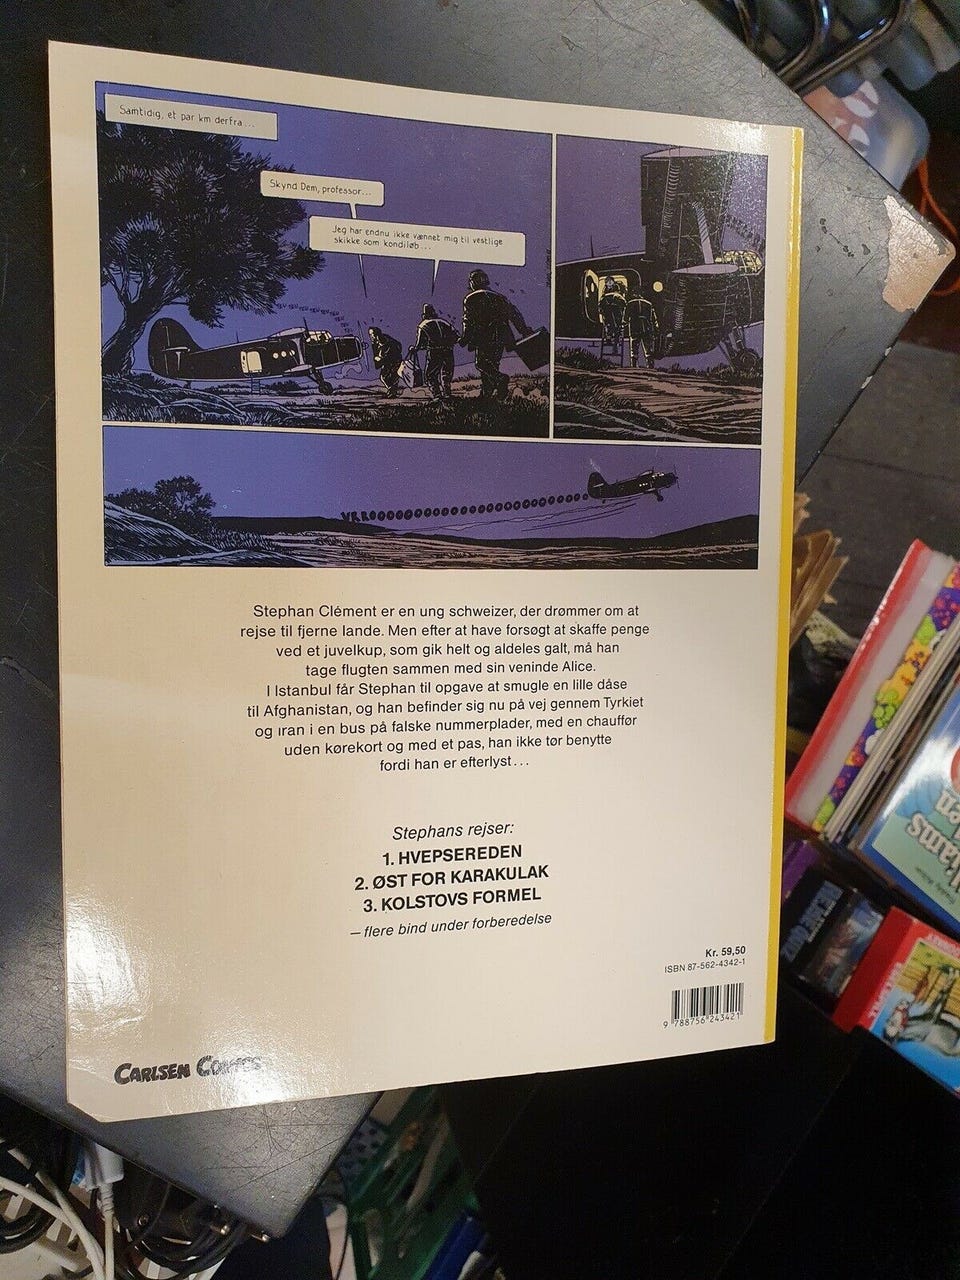 Samtidig, et par km derfra...
Skynd Dem, professor...
Jeg har endnu ikke vænnet mig til vestlige
skikke som kondiløb...
Stephan Clément er en ung schweizer, der drømmer om at
rejse til fjerne lande. Men efter at have forsøgt at skaffe penge
ved et juvelkup, som gik helt og aldeles galt, må han
tage flugten sammen med sin veninde Alice.
I Istanbul får Stephan til opgave at smugle en lille dåse
til Afghanistan, og han befinder sig nu på vej gennem Tyrkiet
og Iran i en bus på falske nummerplader, med en chauffør
uden kørekort og med et pas, han ikke tør benytte
fordi han er efterlyst...
Stephans rejser:
1. HVEPSEREDEN
2. ØST FOR KARAKULAK
3. KOLSTOVS FORMEL
– flere bind under forberedelse
Kr. 59,50
ISBN 87-562-4342-1
9 788756 243421
CARLSEN COMICS